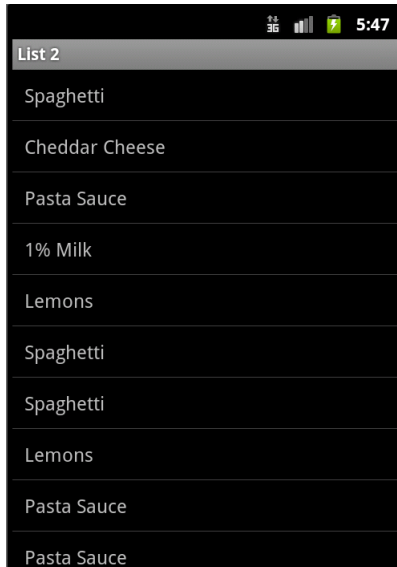 3G 5:47
List 2
Spaghetti
Cheddar Cheese
Pasta Sauce
1% Milk
Lemons
Spaghetti
Spaghetti
Lemons
Pasta Sauce
Pasta Sauce